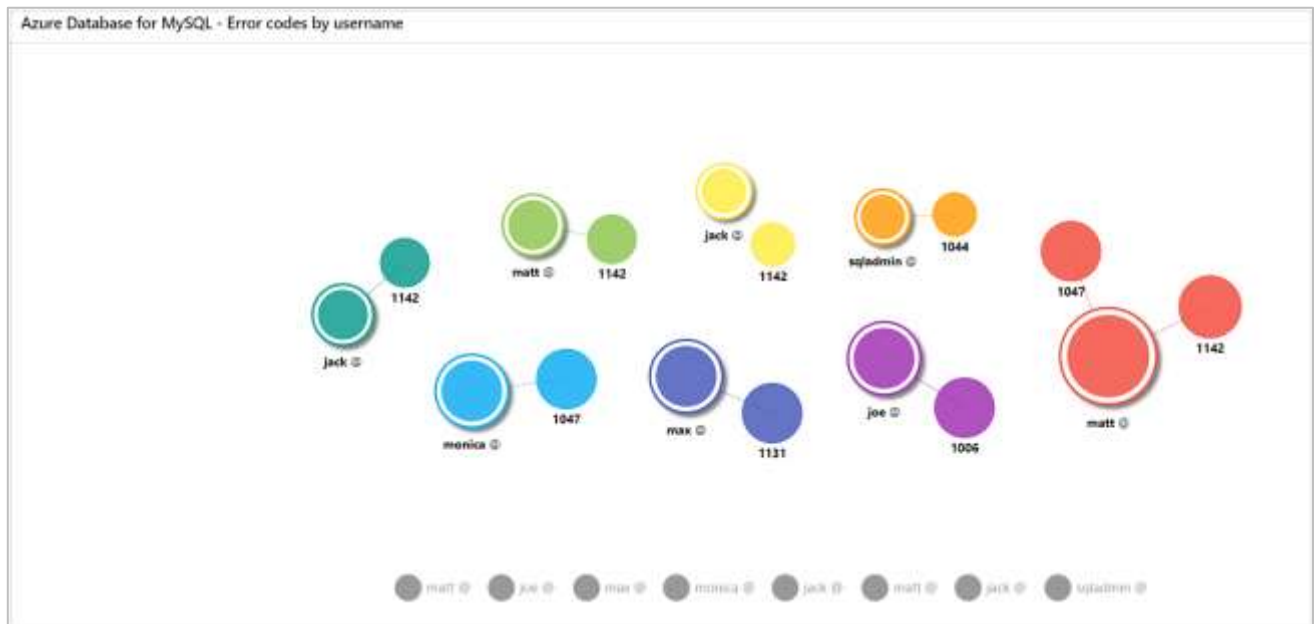 Azure Database for MySQL - Error codes by username
jack @
1142
matt @
1142
jack @
1142
sqladmin @
1044
1047
1142
matt @
monica @
1047
max @
1131
joe @
1006
matt @ joe @ max @ monica @ jack @ matt @ jack @ sqladmin @